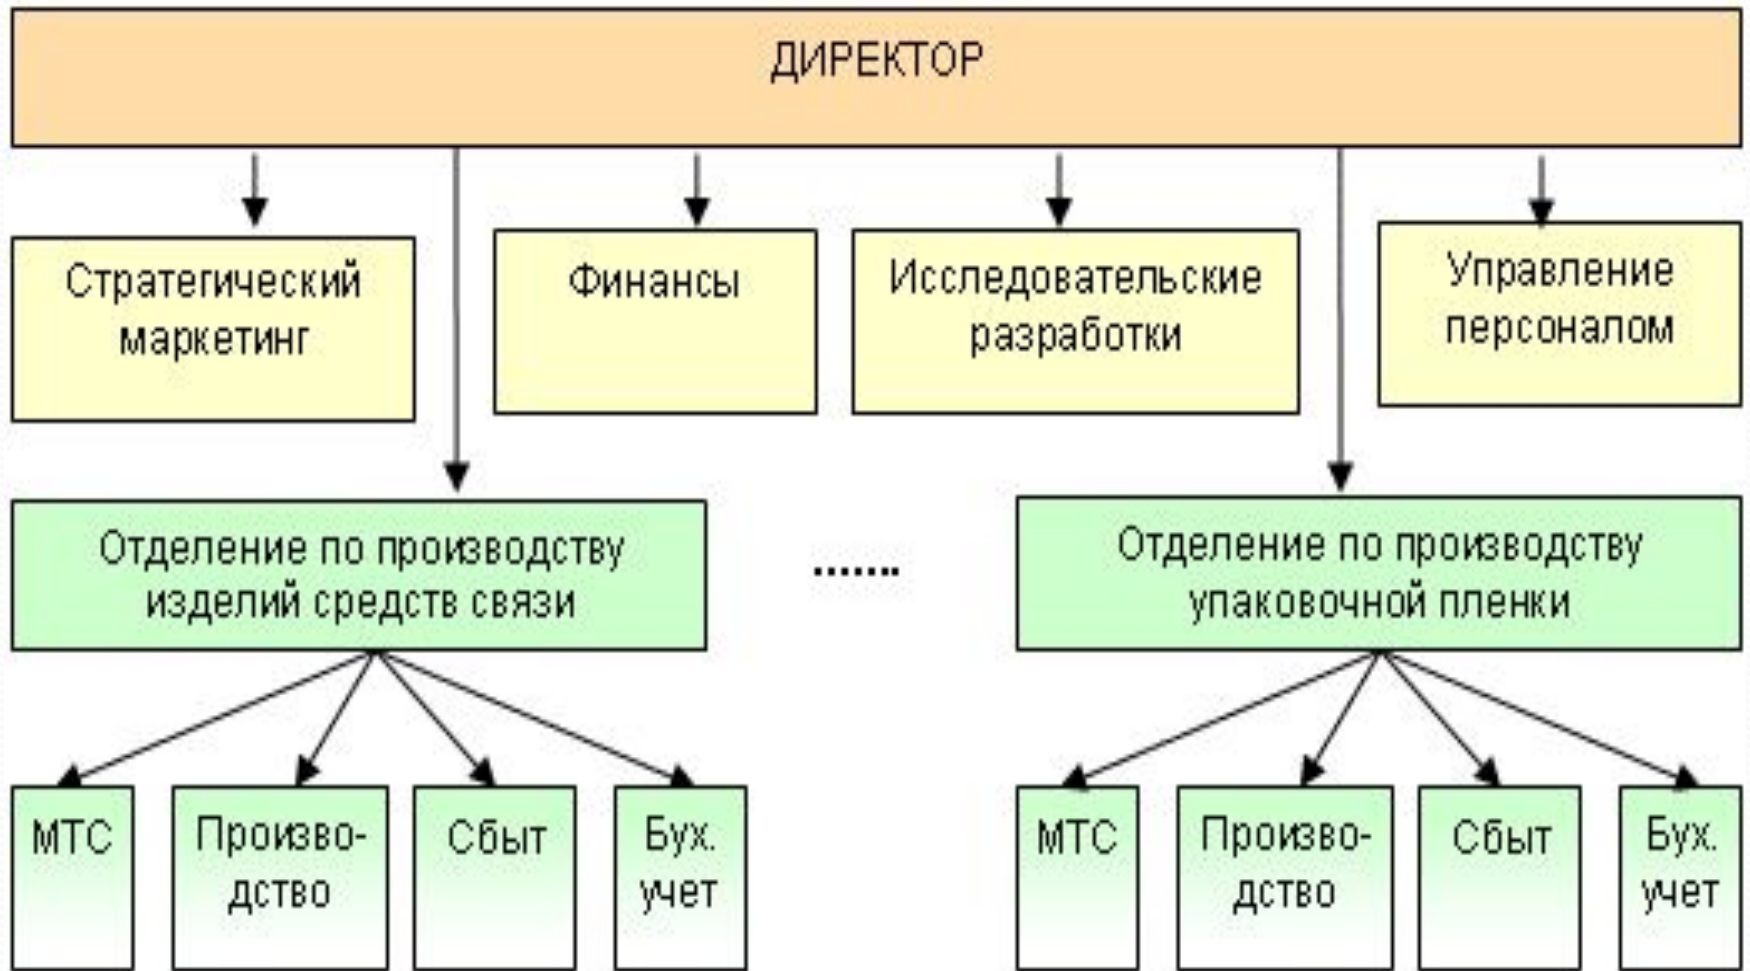 ДИРЕКТОР
Стратегический
маркетинг
Финансы
Исследовательские
разработки
Управление
персоналом
Отделение по производству
изделий средств связи
.......
Отделение по производству
упаковочной пленки
МТС
Произво-
дство
Сбыт
Бух.
учет
МТС
Произво-
дство
Сбыт
Бух.
учет